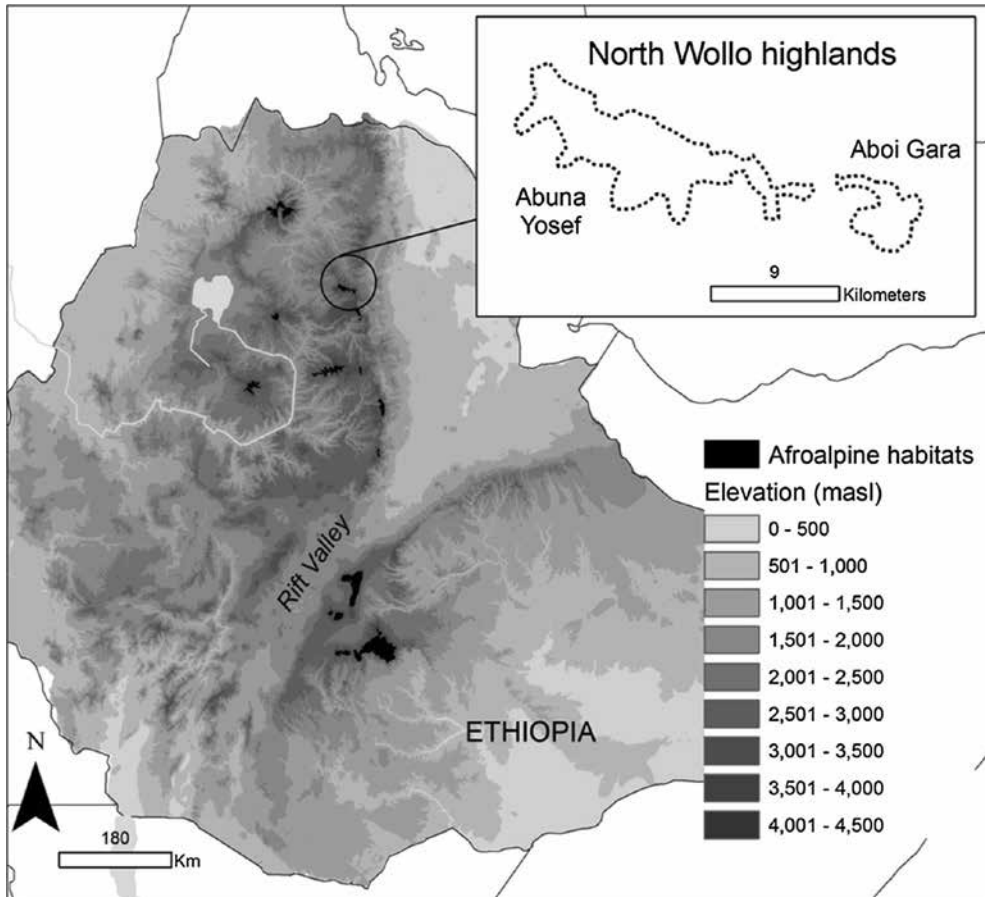 North Wollo highlands
Aboi Gara
Abuna
Yosef
9
Kilometers
Afroalpine habitats
Elevation (masl)
0 - 500
501 - 1,000
1,001 - 1,500
1,501 - 2,000
2,001 - 2,500
2,501 - 3,000
3,001 - 3,500
3,501 - 4,000
4,001 - 4,500
Rift Valley
ETHIOPIA
N
180
Km